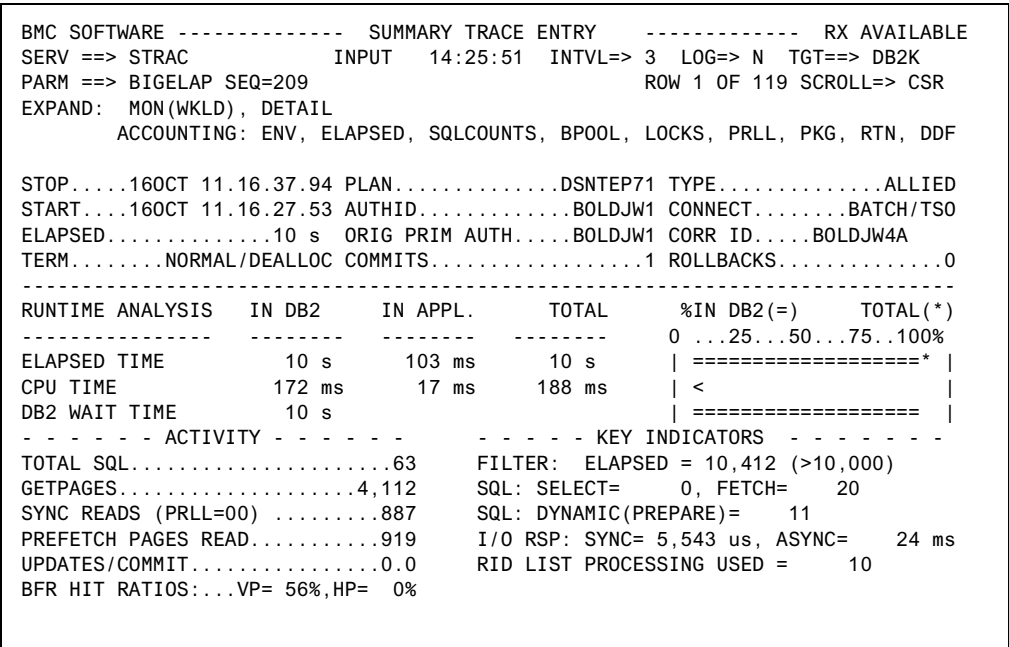 BMC SOFTWARE -------------- SUMMARY TRACE ENTRY ------------- RX AVAILABLE
SERV ==> STRAC INPUT 14:25:51 INTVL=> 3 LOG=> N TGT==> DB2K
PARM ==> BIGELAP SEQ=209 ROW 1 OF 119 SCROLL=> CSR
EXPAND: MON(WKLD), DETAIL
ACCOUNTING: ENV, ELAPSED, SQLCOUNTS, BPOOL, LOCKS, PRLL, PKG, RTN, DDF
STOP.....16OCT 11.16.37.94 PLAN..............DSNTEP71 TYPE..............ALLIED
START....16OCT 11.16.27.53 AUTHID.............BOLDJW1 CONNECT........BATCH/TSO
ELAPSED..............10 s ORIG PRIM AUTH.....BOLDJW1 CORR ID.....BOLDJW4A
TERM........NORMAL/DEALLOC COMMITS..................1 ROLLBACKS..............0
-------------------------------------------------------------------------------
RUNTIME ANALYSIS IN DB2 IN APPL. TOTAL %IN DB2(=) TOTAL(*)
---------------- -------- -------- -------- 0 ...25...50...75..100%
ELAPSED TIME 10 s 103 ms 10 s | ===================* |
CPU TIME 172 ms 17 ms 188 ms | < |
DB2 WAIT TIME 10 s | =================== |
- - - - - - ACTIVITY - - - - - - - - - - - KEY INDICATORS - - - - - - -
TOTAL SQL......................63 FILTER: ELAPSED = 10,412 (>10,000)
GETPAGES....................4,112 SQL: SELECT= 0, FETCH= 20
SYNC READS (PRLL=00) .........887 SQL: DYNAMIC(PREPARE)= 11
PREFETCH PAGES READ...........919 I/O RSP: SYNC= 5,543 us, ASYNC= 24 ms
UPDATES/COMMIT................0.0 RID LIST PROCESSING USED = 10
BFR HIT RATIOS:...VP= 56%,HP= 0%